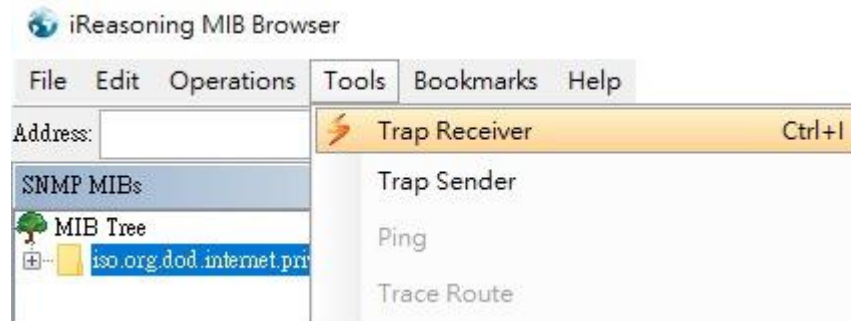 iReasoning MIB Browser
File Edit Operations Tools Bookmarks Help
Address:
Trap Receiver Ctrl+I
SNMP MIBs
Trap Sender
MIB Tree
Ping
iso.org.dod.internet.pri
Trace Route